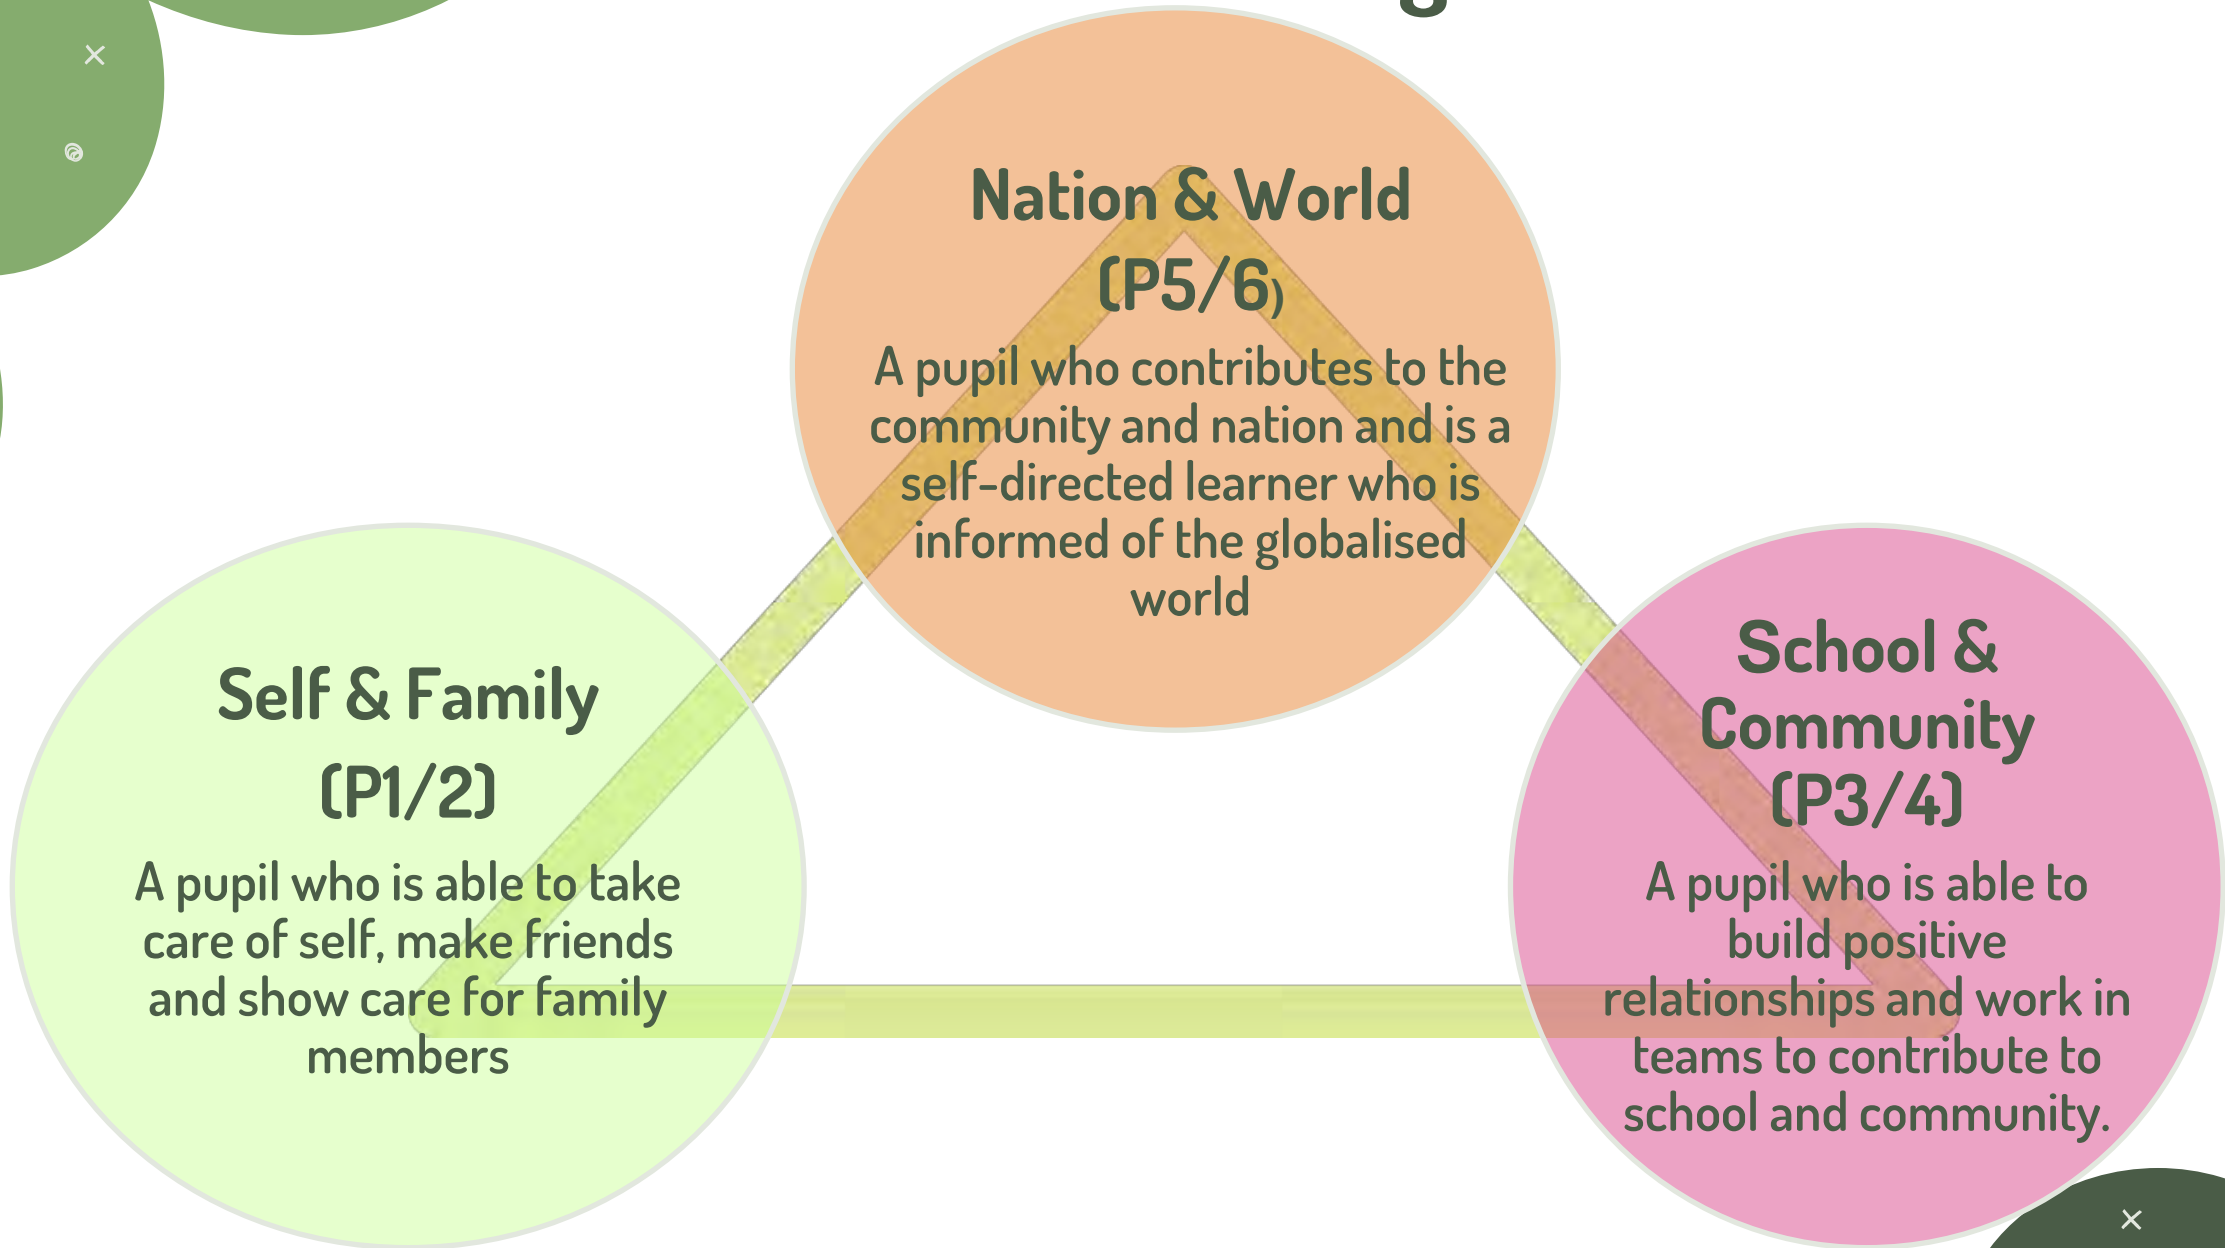 Nation & World
(P5/6)
A pupil who contributes to the
community and nation and is a
self-directed learner who is
informed of the globalised
world
Self & Family
(P1/2)
A pupil who is able to take
care of self, make friends
and show care for family
members
School &
Community
(P3/4)
A pupil who is able to
build positive
relationships and work in
teams to contribute to
school and community.